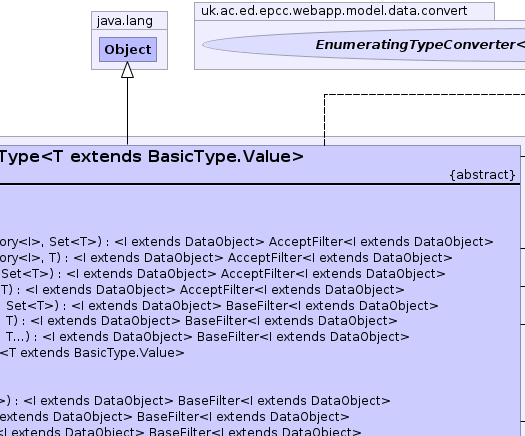 java.lang
uk.ac.ed.epcc.webapp.model.data.convert
Object
EnumeratingTypeConverter<
Type<T extends BasicType.Value>
{abstract}
ory<I>, Set<T>) : <I extends DataObject> AcceptFilter<I extends DataObject>
ory<I>, T) : <I extends DataObject> AcceptFilter<I extends DataObject>
Set<T>) : <I extends DataObject> AcceptFilter<I extends DataObject>
T) : <I extends DataObject> AcceptFilter<I extends DataObject>
Set<T>) : <I extends DataObject> BaseFilter<I extends DataObject>
T) : <I extends DataObject> BaseFilter<I extends DataObject>
T...) : <I extends DataObject> BaseFilter<I extends DataObject>
<T extends BasicType.Value>
>) : <I extends DataObject> BaseFilter<I extends DataObject>
extends DataObject> BaseFilter<I extends DataObject>
<I extends DataObject> BaseFilter<I extends DataObject>